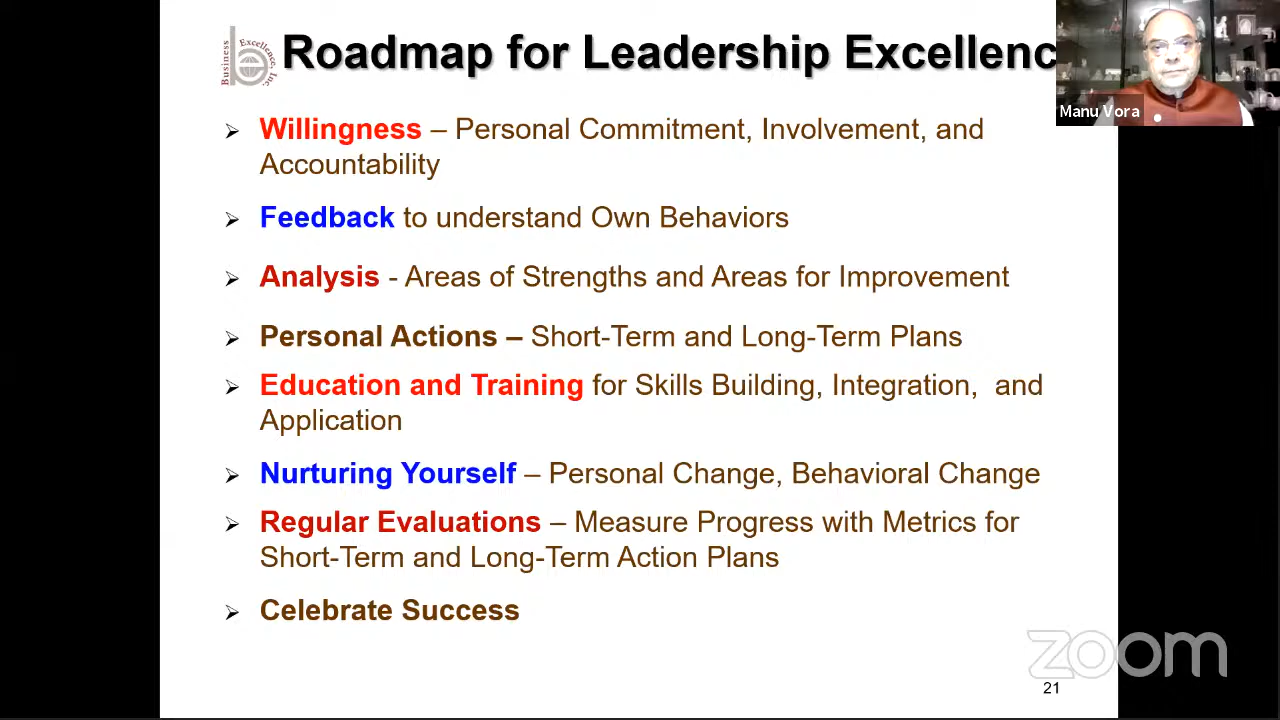 Business Excellence, Inc.
Roadmap for Leadership Excellenc
Manu Vora
➢ Willingness – Personal Commitment, Involvement, and
Accountability
➢ Feedback to understand Own Behaviors
➢ Analysis - Areas of Strengths and Areas for Improvement
➢ Personal Actions – Short-Term and Long-Term Plans
➢ Education and Training for Skills Building, Integration, and
Application
➢ Nurturing Yourself – Personal Change, Behavioral Change
➢ Regular Evaluations – Measure Progress with Metrics for
Short-Term and Long-Term Action Plans
➢ Celebrate Success
zoom
21